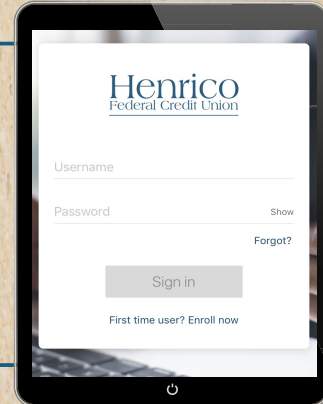 Henrico
Federal Credit Union
Username
Password Show
Forgot?
Sign in
First time user? Enroll now